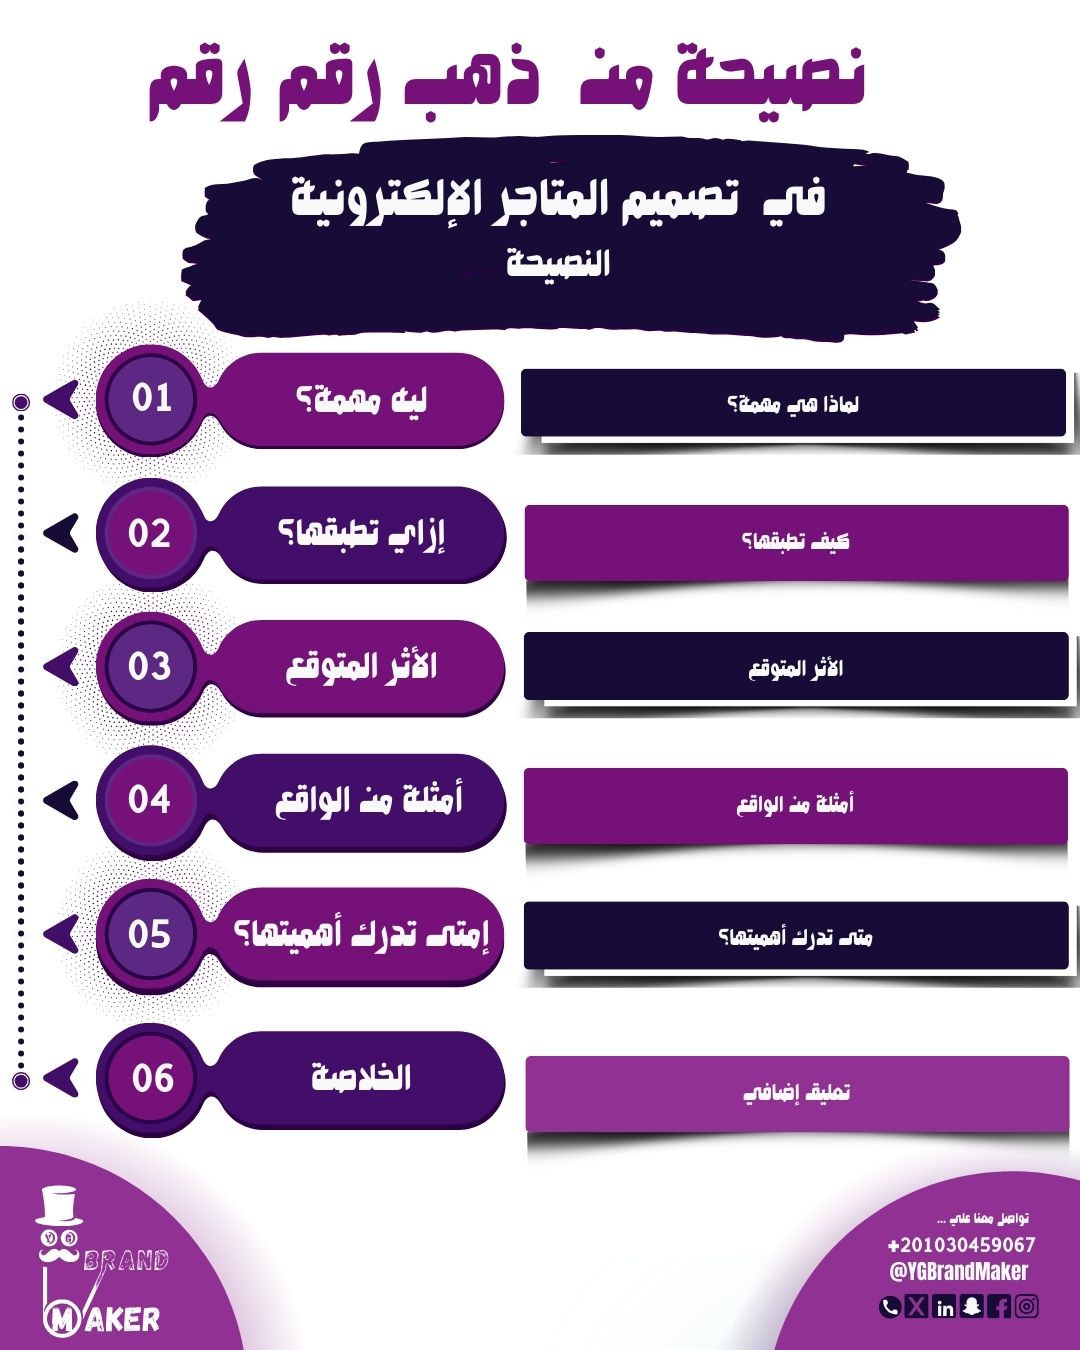 نصيحة من ذهب رقم رقم
في تصميم المتاجر الإلكترونية
النصيحة
01
ليه مهمة؟
لماذا هي مهمة؟
02
إزاي تطبقها؟
كيف تطبقها؟
03
الأثر المتوقع
الأثر المتوقع
04
أمثلة من الواقع
أمثلة من الواقع
05
إمتى تدرك أهميتها؟
متى تدرك أهميتها؟
06
الخلاصة
تعليق إضافي
BRAND
MAKER
تواصل معنا علي ...
+201030459067
@YGBrandMaker